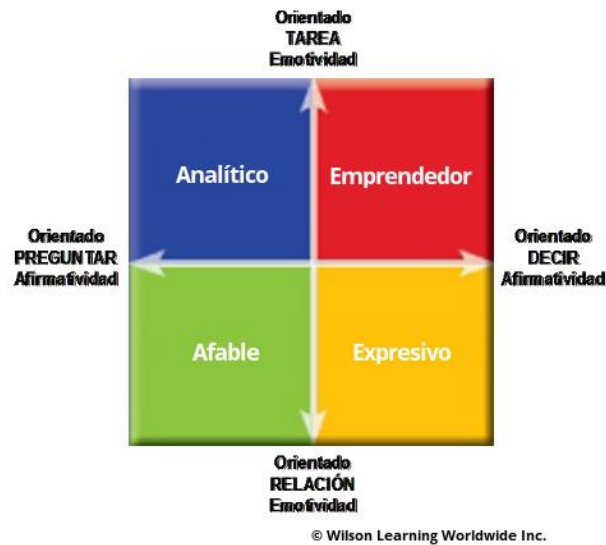 Orientado
TAREA
Emotividad
Analítico
Emprendedor
Orientado
PREGUNTAR
Afirmatividad
Orientado
DECIR
Afirmatividad
Afable
Expresivo
Orientado
RELACIÓN
Emotividad
© Wilson Learning Worldwide Inc.